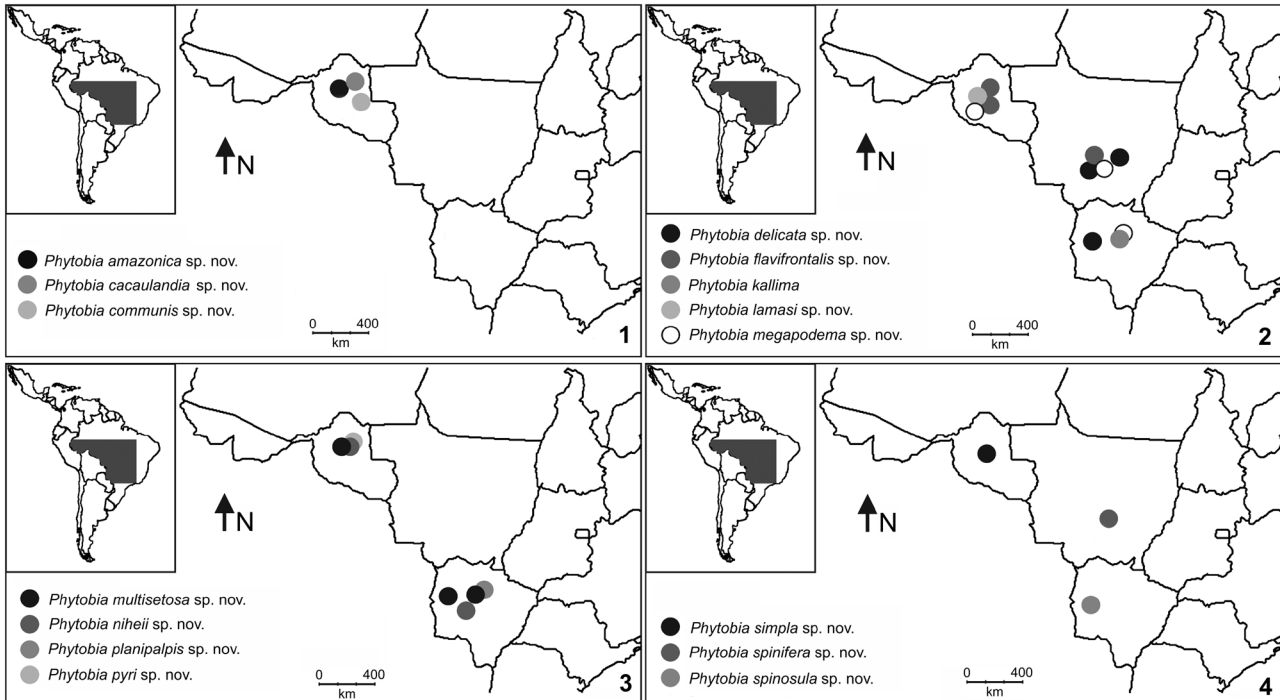 N
Phytobia amazonica sp. nov.
Phytobia cacaulandia sp. nov.
Phytobia communis sp. nov.
0 400
km
1
N
Phytobia delicata sp. nov.
Phytobia flavifrontalis sp. nov.
Phytobia kallima
Phytobia lamasi sp. nov.
Phytobia megapodema sp. nov.
0 400
km
2
N
Phytobia multisetosa sp. nov.
Phytobia niheii sp. nov.
Phytobia planipalpis sp. nov.
Phytobia pyri sp. nov.
0 400
km
3
N
Phytobia simpla sp. nov.
Phytobia spinifera sp. nov.
Phytobia spinosula sp. nov.
0 400
km
4